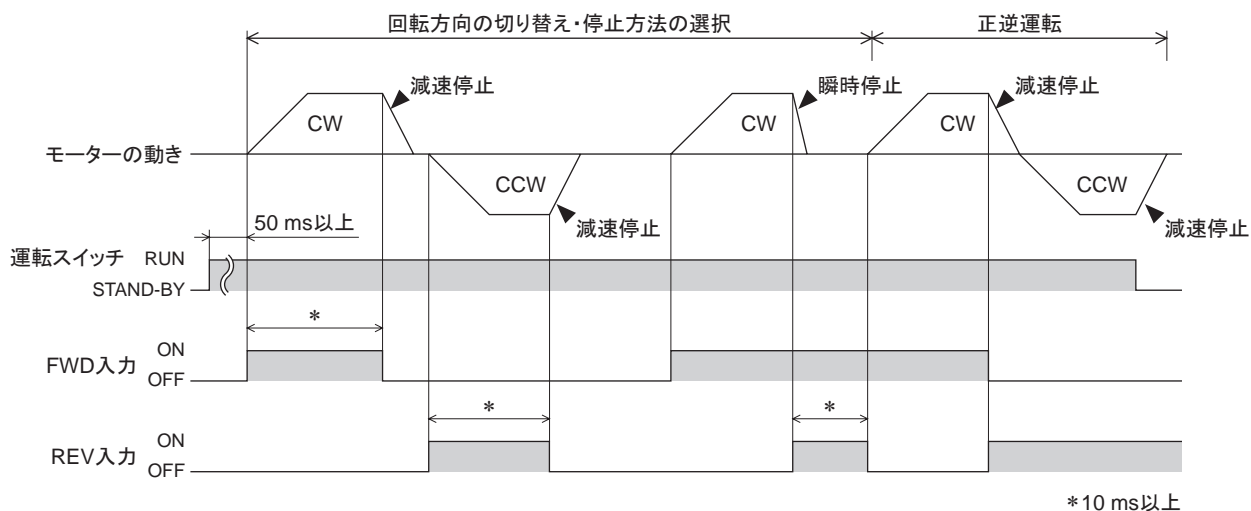 回転方向の切り替え・停止方法の選択
正逆運転
減速停止
瞬時停止
減速停止
CW
CW
CW
モーターの動き
CCW
CCW
減速停止
減速停止
50 ms以上
運転スイッチ RUN
STAND-BY
*
FWD入力 ON
OFF
*
*
REV入力 ON
OFF
*10 ms以上